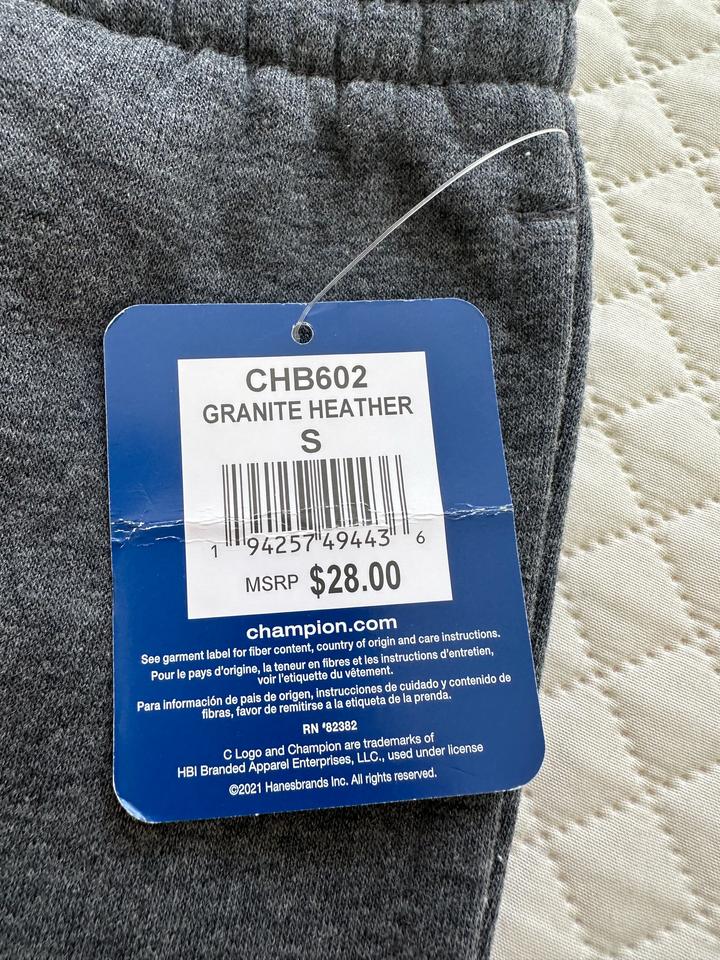 CHB602
GRANITE HEATHER
S
1 94257 49443 6
MSRP $28.00
champion.com
See garment label for fiber content, country of origin and care instructions.
Pour le pays d'origine, la teneur en fibres et les instructions d'entretien,
voir l'etiquette du vêtement.
Para información de pais de origen, instrucciones de cuidado y contenido de
fibras, favor de remitirse a la etiqueta de la prenda.
RN #82382
C Logo and Champion are trademarks of
HBI Branded Apparel Enterprises, LLC., used under license
©2021 Hanesbrands Inc. All rights reserved.